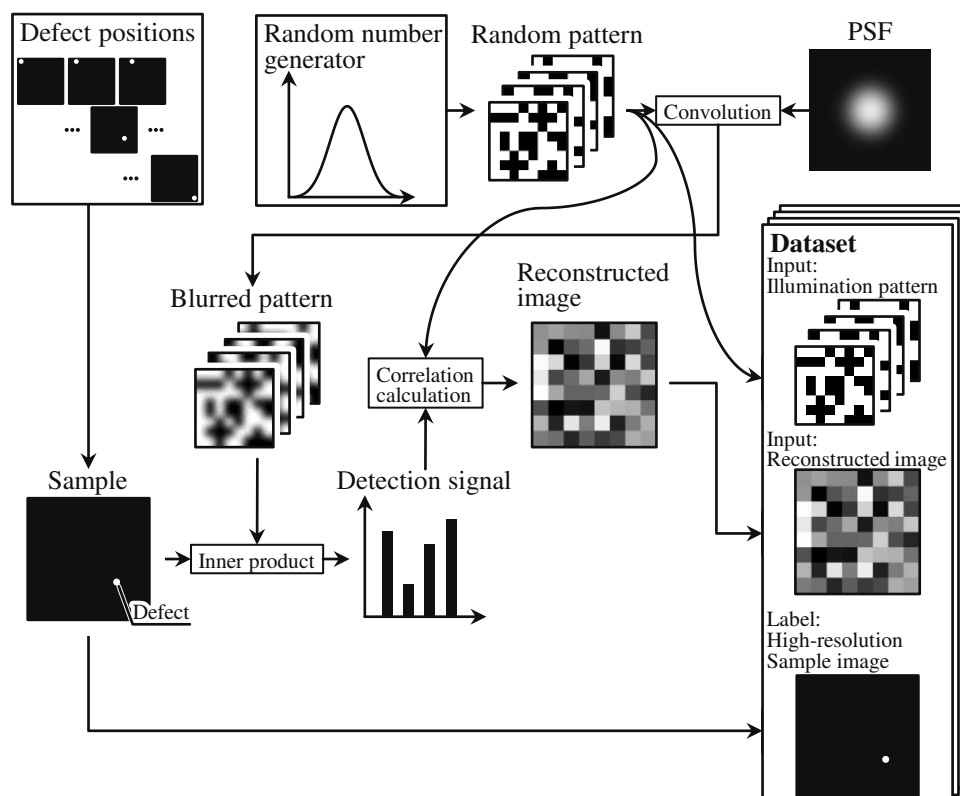 Defect positions
Random number
generator
Random pattern
PSF
Convolution
Blurred pattern
Reconstructed
image
Correlation
calculation
Sample
Defect
Inner product
Detection signal
Dataset
Input:
Illumination pattern
Input:
Reconstructed image
Label:
High-resolution
Sample image